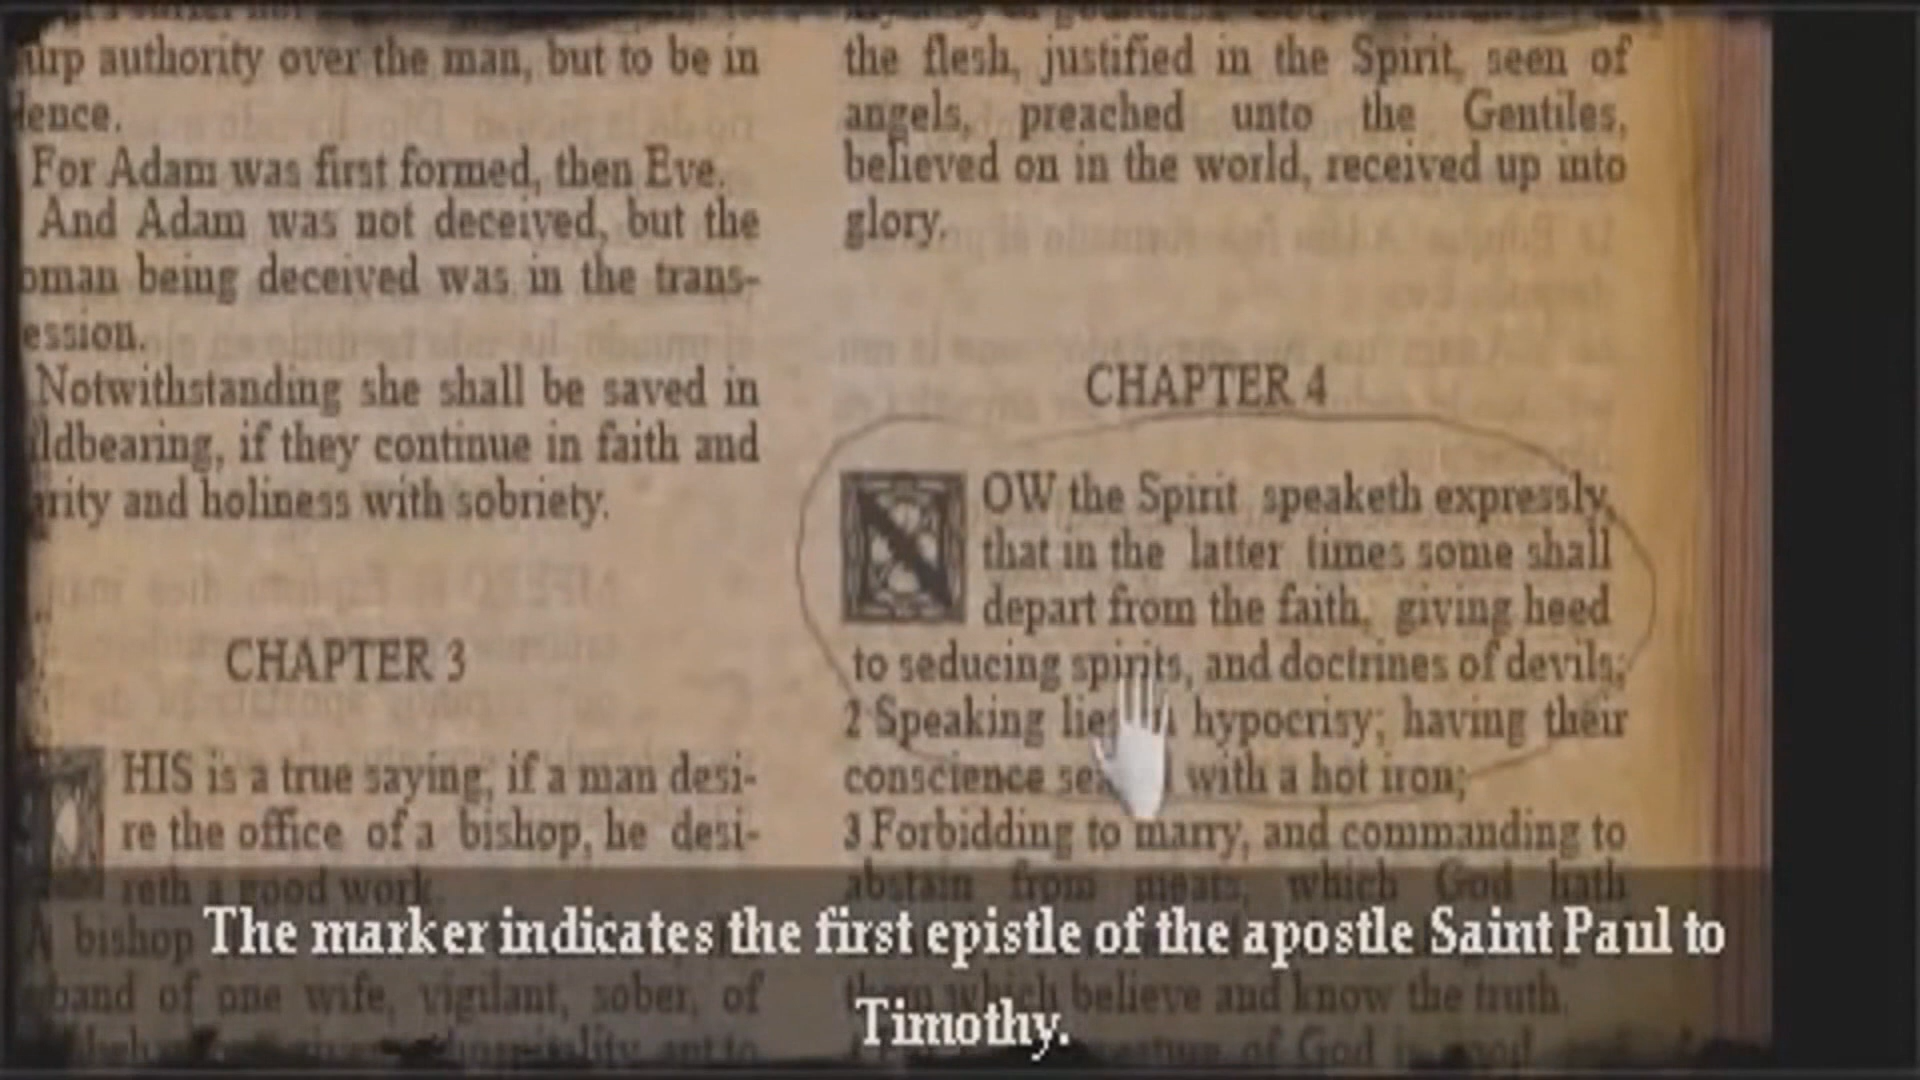 urp authority over the man, but to be in
lence.
For Adam was first formed, then Eve.
And Adam was not deceived, but the
oman being deceived was in the trans-
ession.
Notwithstanding she shall be saved in
ildbearing, if they continue in faith and
arity and holiness with sobriety.
CHAPTER 3
HIS is a true saying, if a man desi-
re the office of a bishop, he desi-
reth a good work.
A bishop
band of one wife, vigilant, sober, of
the flesh, justified in the Spirit, seen of
angels, preached unto the Gentiles,
believed on in the world, received up into
glory.
CHAPTER 4
NOW the Spirit speaketh expressly,
that in the latter times some shall
depart from the faith, giving heed
to seducing spirits, and doctrines of devils;
2 Speaking lies hypocrisy; having their
conscience with a hot iron;
3 Forbidding to marry, and commanding to
abstain from meats, which God hath
them which believe and know the truth.
of God is good
The marker indicates the first epistle of the apostle Saint Paul to
Timothy.